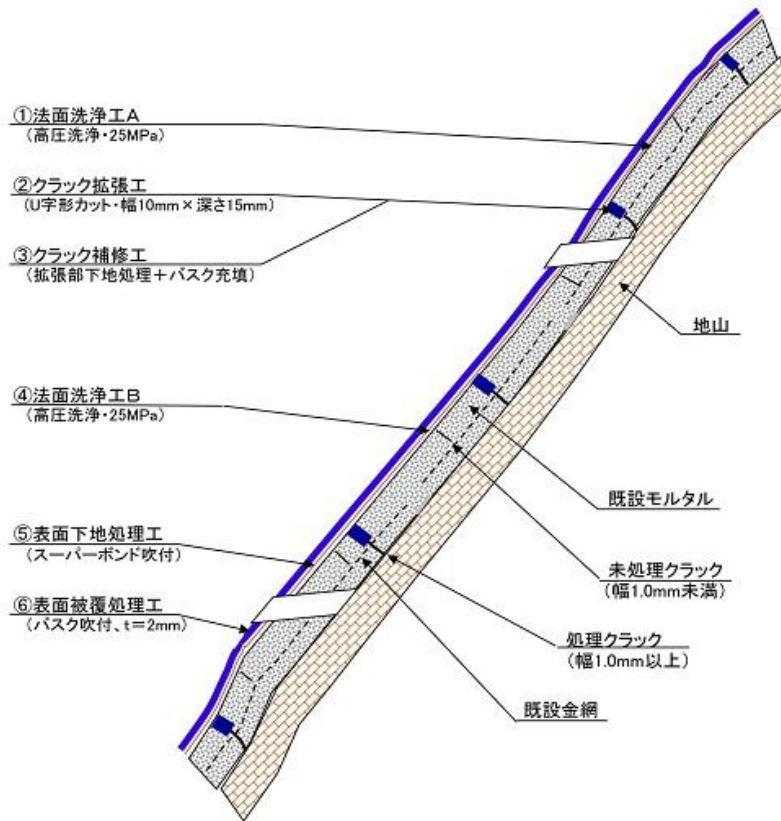 ①法面洗浄工A
(高圧洗浄・25MPa)
②クラック拡張工
(U字形カット・幅10mm×深さ15mm)
③クラック補修工
(拡張部下地処理＋バスク充填)
④法面洗浄工B
(高圧洗浄・25MPa)
⑤表面下地処理工
(スーパーボンド吹付)
⑥表面被覆処理工
(バスク吹付、t＝2mm)
地山
既設モルタル
未処理クラック
(幅1.0mm未満)
処理クラック
(幅1.0mm以上)
既設金網